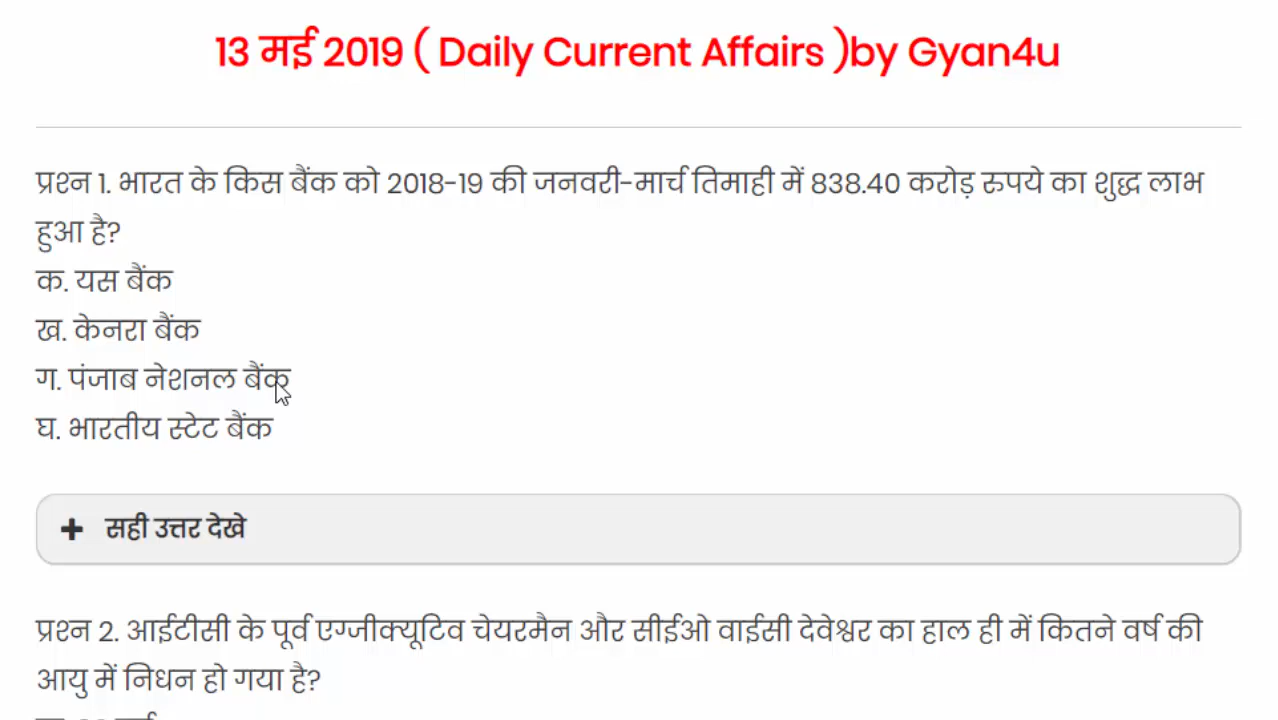 13 मई 2019 ( Daily Current Affairs )by Gyan4u
प्रश्न 1. भारत के किस बैंक को 2018-19 की जनवरी-मार्च तिमाही में 838.40 करोड़ रुपये का शुद्ध लाभ
हुआ है?
क. यस बैंक
ख. केनरा बैंक
ग. पंजाब नेशनल बैंक
घ. भारतीय स्टेट बैंक
+ सही उत्तर देखे
प्रश्न 2. आईटीसी के पूर्व एग्जीक्यूटिव चेयरमैन और सीईओ वाईसी देवेश्वर का हाल ही में कितने वर्ष की
आयु में निधन हो गया है?